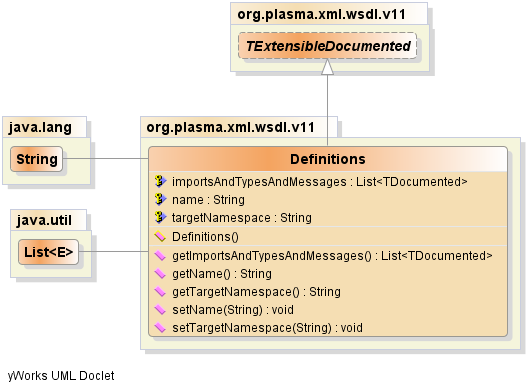 org.plasma.xml.wsdl.v11
TExtensibleDocumented
java.lang
String
org.plasma.xml.wsdl.v11
Definitions
importsAndTypesAndMessages : List<TDocumented>
name : String
targetNamespace : String
Definitions()
getImportsAndTypesAndMessages() : List<TDocumented>
getName() : String
getTargetNamespace() : String
setName(String) : void
setTargetNamespace(String) : void
java.util
List<E>
yWorks UML Doclet